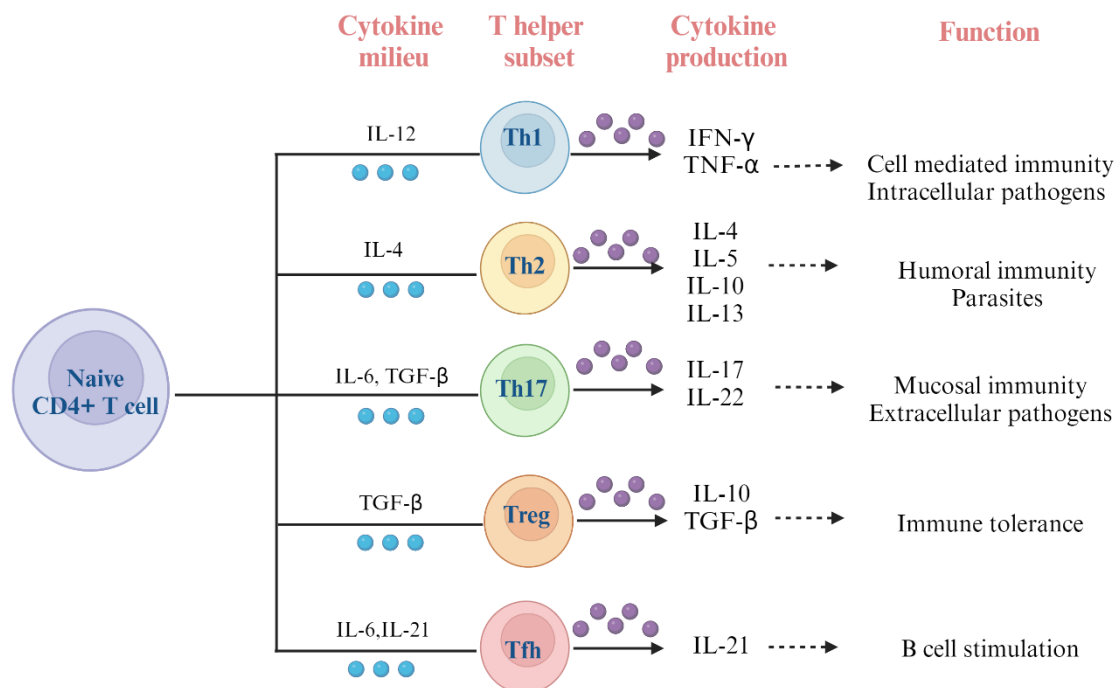 Cytokine
milieu
T helper
subset
Cytokine
production
Function
IL-12
Th1
IFN-γ
TNF-α
Cell mediated immunity
Intracellular pathogens
IL-4
Th2
IL-4
IL-5
IL-10
IL-13
Humoral immunity
Parasites
Naive
CD4+ T cell
IL-6, TGF-β
Th17
IL-17
IL-22
Mucosal immunity
Extracellular pathogens
TGF-β
Treg
IL-10
TGF-β
Immune tolerance
IL-6,IL-21
Tfh
IL-21
B cell stimulation